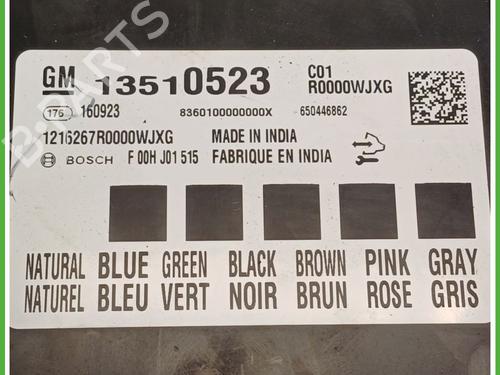 GM 13510523 C01
R0000WJXG
176 160923 8360100000000X 650446862
1216267R0000WJXG MADE IN INDIA
BOSCH F 00H J01 515 FABRIQUE EN INDIA
NATURAL BLUE GREEN BLACK BROWN PINK GRAY
NATUREL BLEU VERT NOIR BRUN ROSE GRIS
B-PARTS